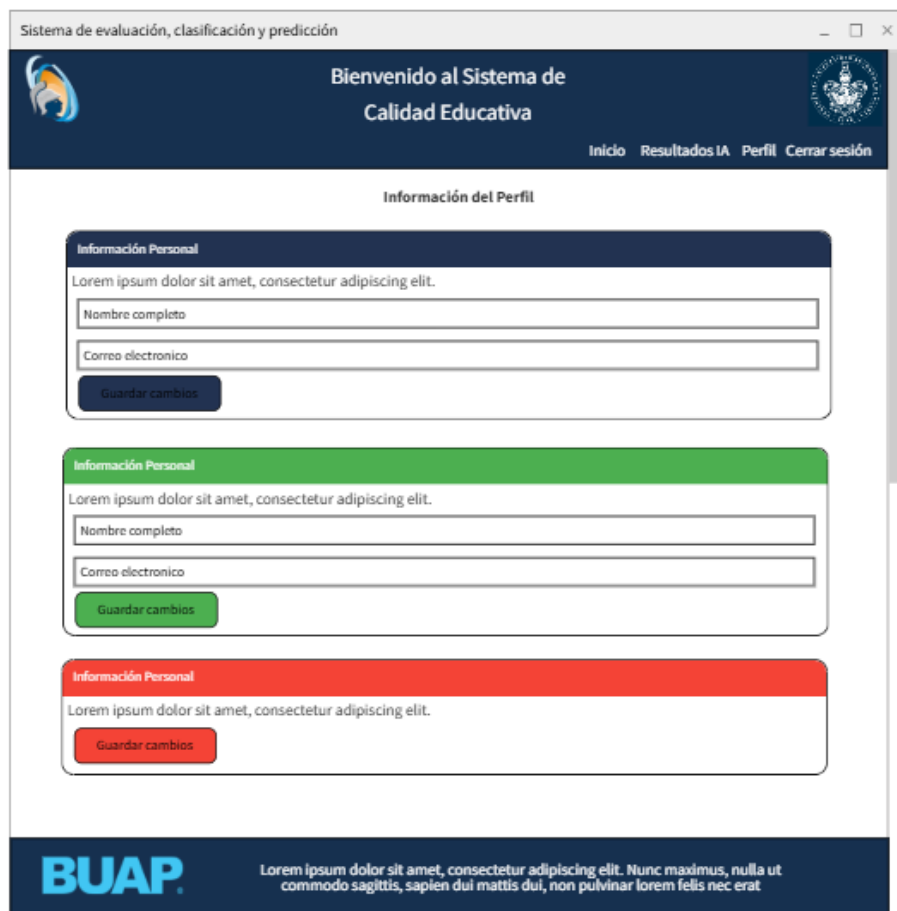 Sistema de evaluación, clasificación y predicción
Bienvenido al Sistema de
Calidad Educativa
Inicio Resultados IA Perfil Cerrar sesión
Información del Perfil
Información Personal
Lorem ipsum dolor sit amet, consectetur adipiscing elit.
Nombre completo
Correo electronico
Guardar cambios
Información Personal
Lorem ipsum dolor sit amet, consectetur adipiscing elit.
Nombre completo
Correo electronico
Guardar cambios
Información Personal
Lorem ipsum dolor sit amet, consectetur adipiscing elit.
Guardar cambios
BUAP.
Lorem ipsum dolor sit amet, consectetur adipiscing elit. Nunc maximus, nulla ut
commodo sagittis, sapien dui mattis dui, non pulvinar lorem felis nec erat